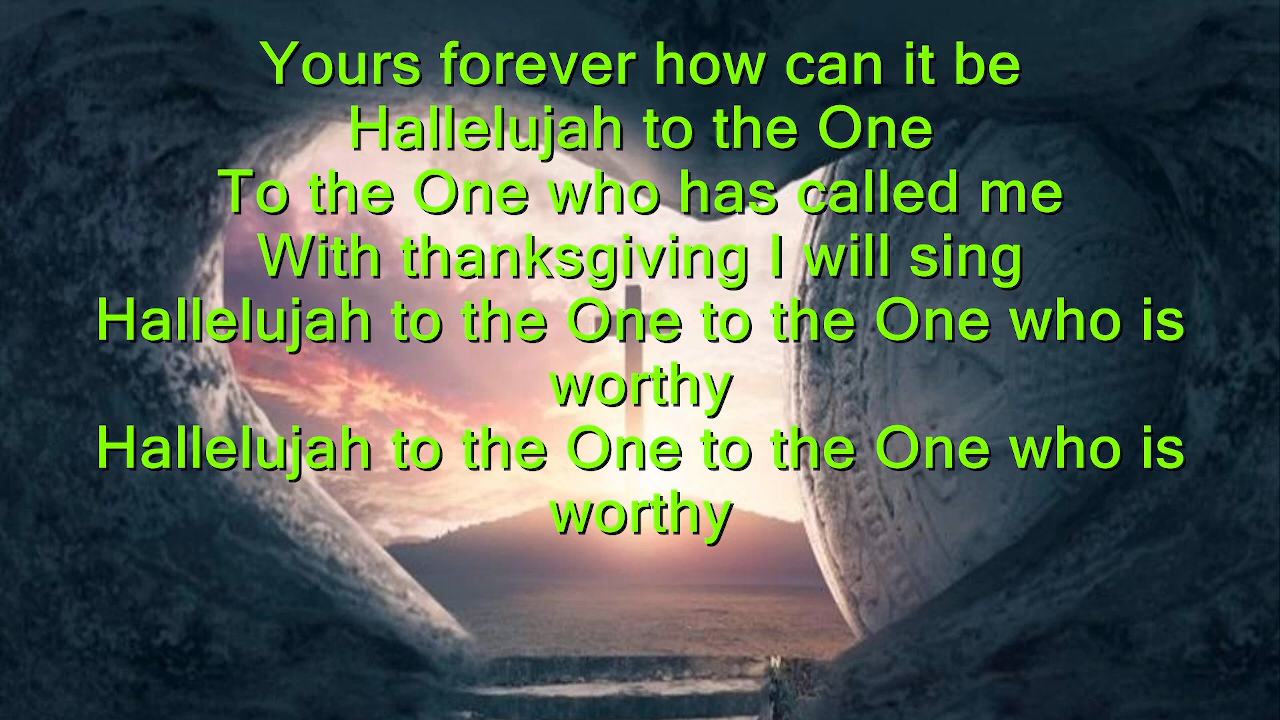 Yours forever how can it be
Hallelujah to the One
To the One who has called me
With thanksgiving I will sing
Hallelujah to the One to the One who is
worthy
Hallelujah to the One to the One who is
worthy